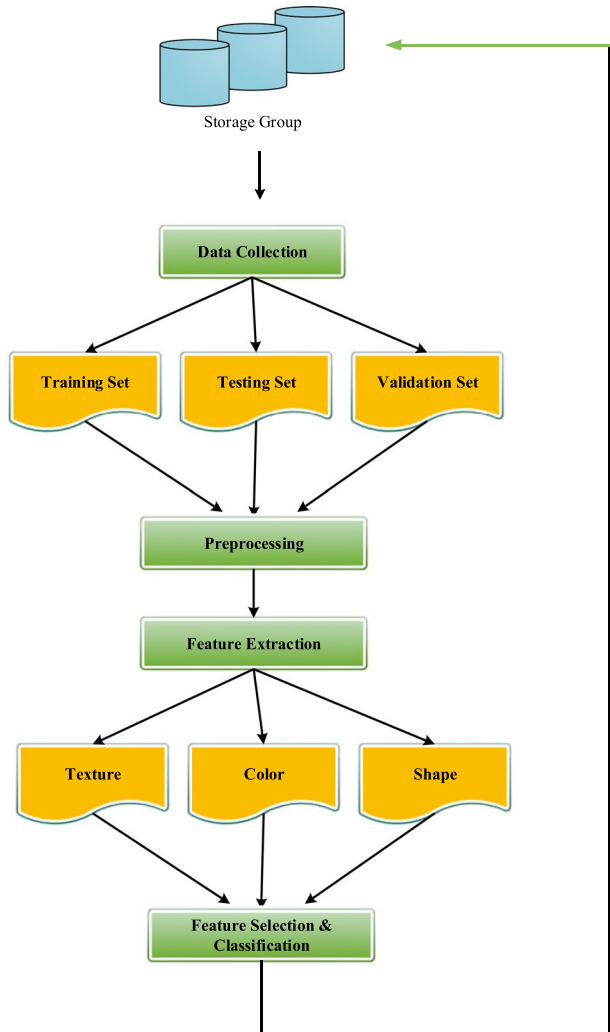 Storage Group
Data Collection
Training Set
Testing Set
Validation Set
Preprocessing
Feature Extraction
Texture
Color
Shape
Feature Selection &
Classification